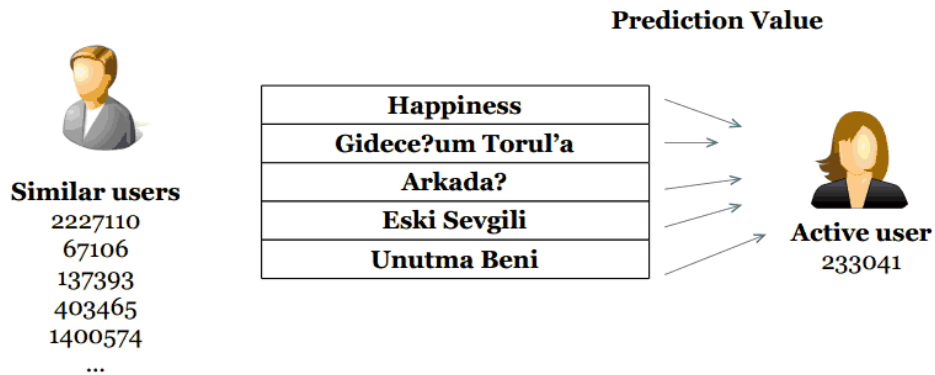 Prediction Value
Similar users
2227110
67106
137393
403465
1400574
...
Happiness
Gidece?um Torul’a
Arkada?
Eski Sevgili
Unutma Beni
Active user
233041